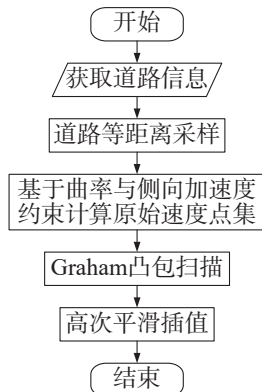 开始
获取道路信息
道路等距离采样
基于曲率与侧向加速度
约束计算原始速度点集
Graham凸包扫描
高次平滑插值
结束